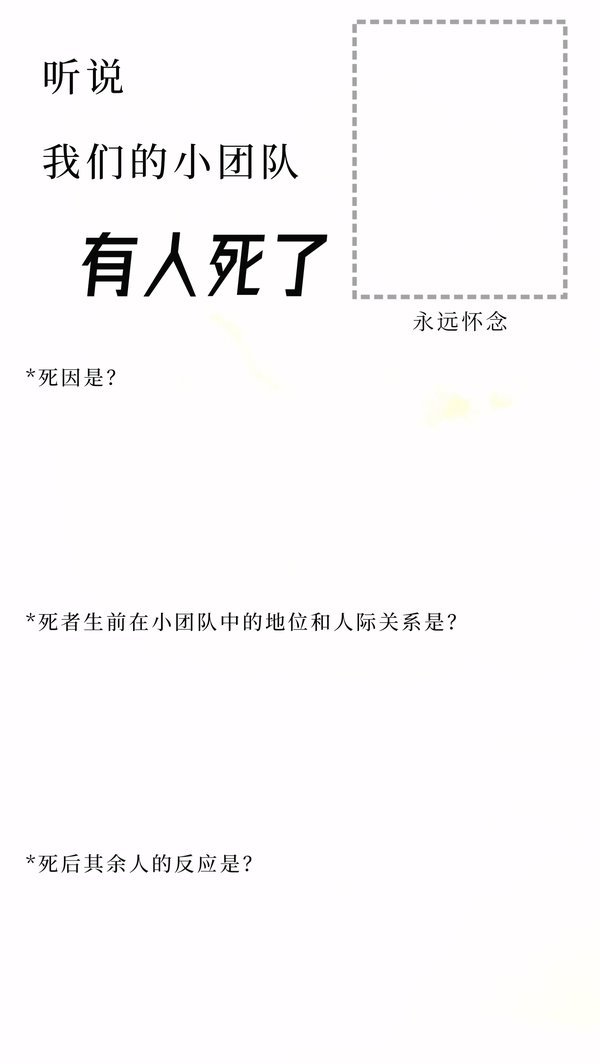 听说
我们的小团队
有人死了
永远怀念
*死因是？
*死者生前在小团队中的地位和人际关系是？
*死后其余人的反应是？